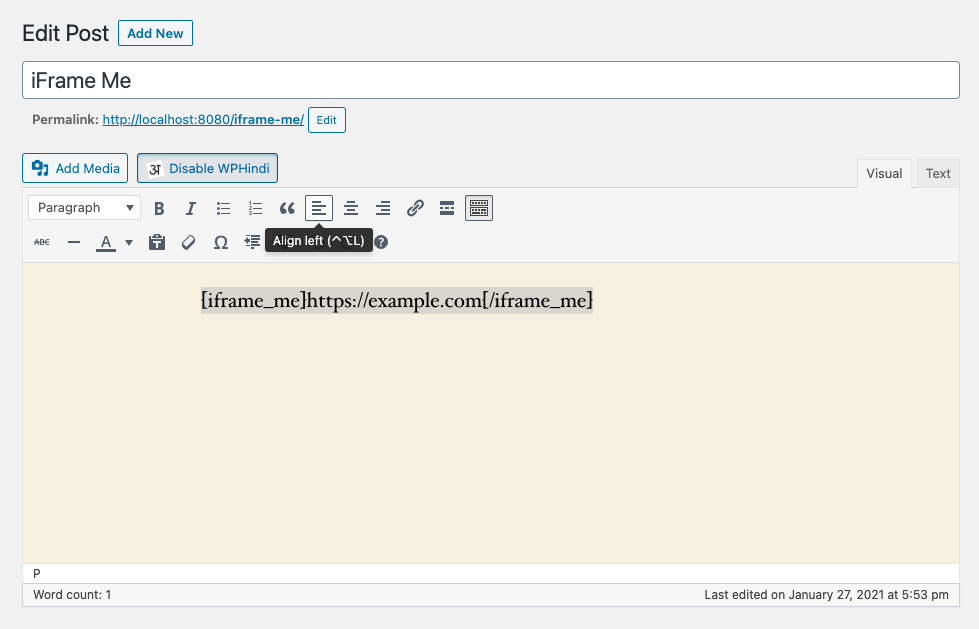 Edit Post Add New
iFrame Me
Permalink: http://localhost:8080/iframe-me/ Edit
Add Media अ Disable WPHindi
Visual Text
Paragraph B I
ABC A Ω Align left (^⌥L) ?
[iframe_me]https://example.com[/iframe_me]
P
Word count: 1 Last edited on January 27, 2021 at 5:53 pm